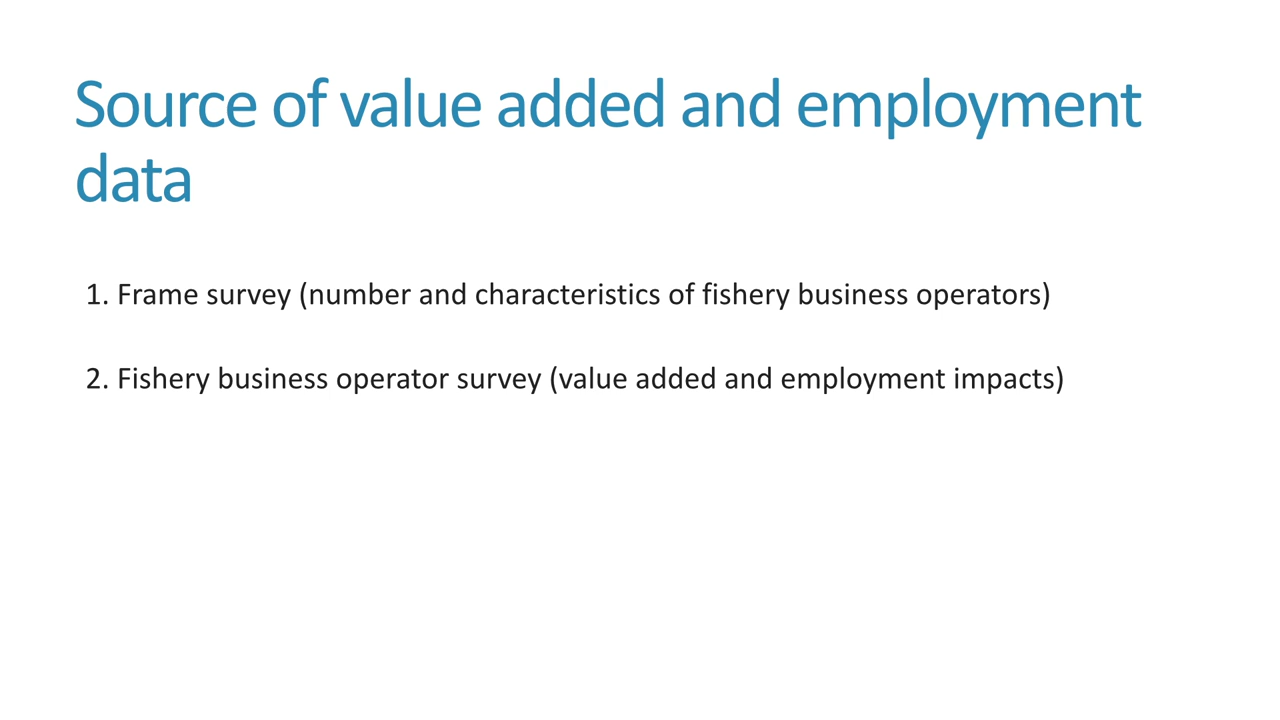 Source of value added and employment
data
1. Frame survey (number and characteristics of fishery business operators)
2. Fishery business operator survey (value added and employment impacts)